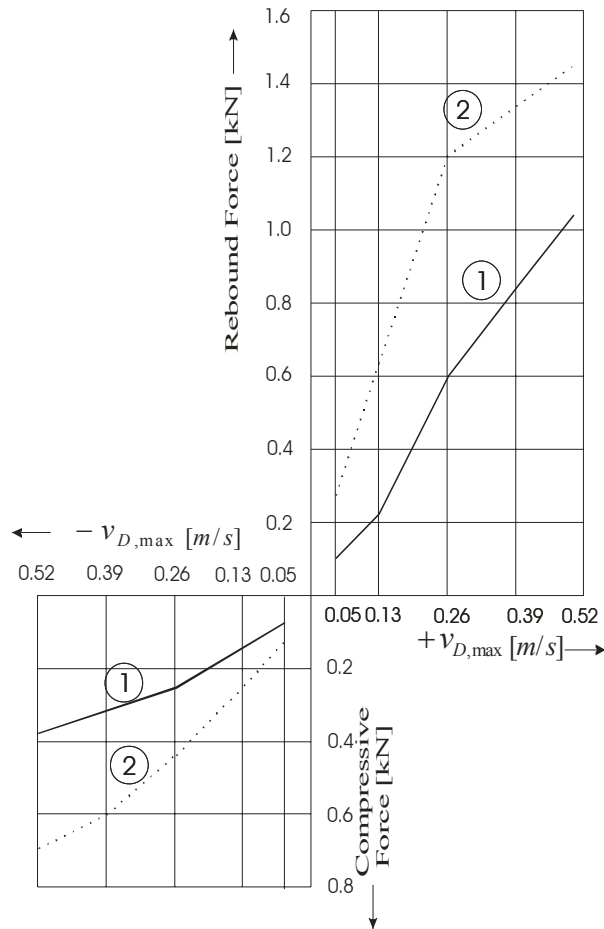 1.6
1.4
1.2
1.0
0.8
0.6
0.4
0.2
Rebound Force [kN]
2
1
− v_{D,max} [m/s]
0.52 0.39 0.26 0.13 0.05
0.05 0.13 0.26 0.39 0.52
+v_{D,max} [m/s]
1
2
0.2
0.4
0.6
0.8
Compressive
Force [kN]